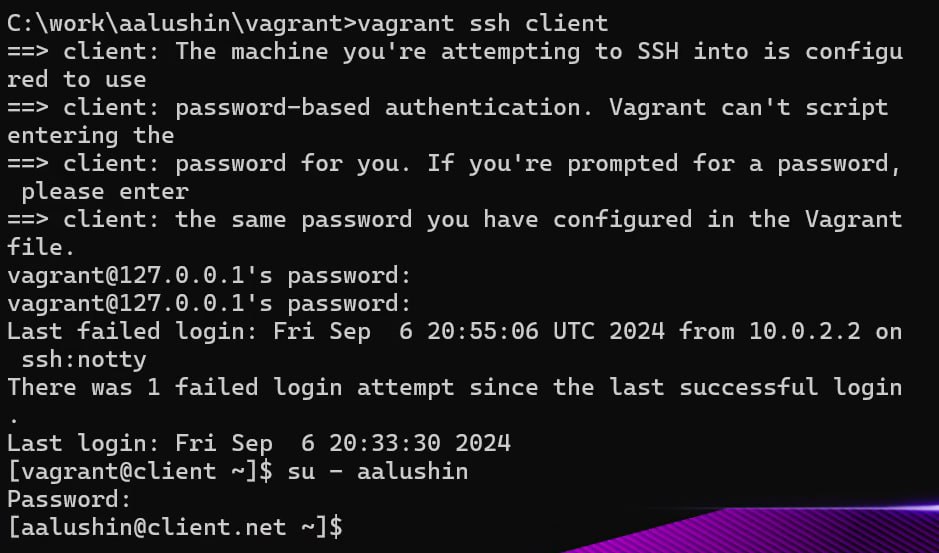 C:\work\aalushin\vagrant>vagrant ssh client
==> client: The machine you're attempting to SSH into is configu
red to use
==> client: password-based authentication. Vagrant can't script
entering the
==> client: password for you. If you're prompted for a password,
 please enter
==> client: the same password you have configured in the Vagrant
file.
vagrant@127.0.0.1's password:
vagrant@127.0.0.1's password:
Last failed login: Fri Sep  6 20:55:06 UTC 2024 from 10.0.2.2 on
 ssh:notty
There was 1 failed login attempt since the last successful login
.
Last login: Fri Sep  6 20:33:30 2024
[vagrant@client ~]$ su - aalushin
Password:
[aalushin@client.net ~]$